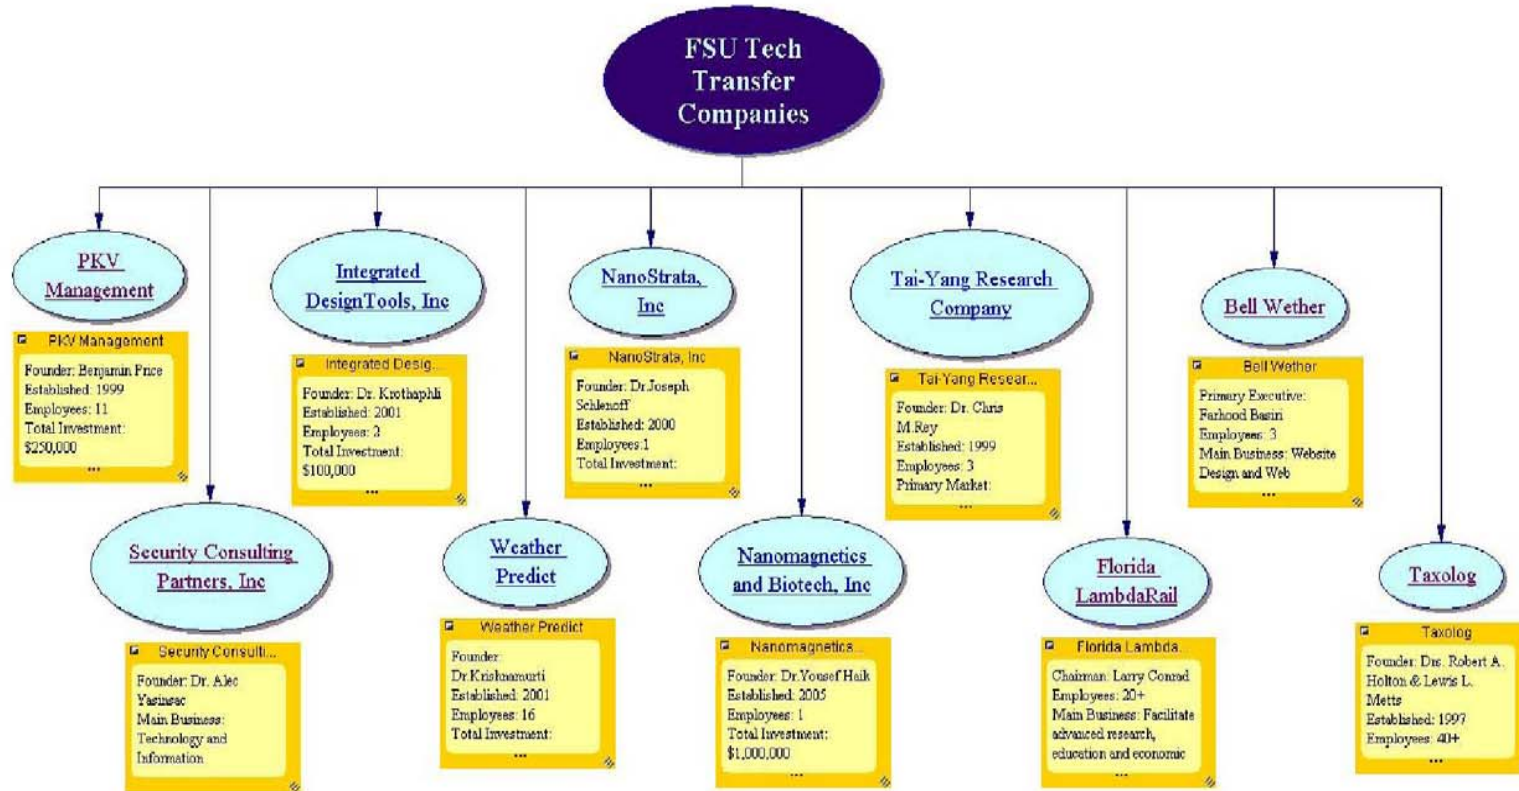 FSU Tech
Transfer
Companies
PKV
Management
PKV Management
Founder: Benjamin Price
Established: 1999
Employees: 11
Total Investment:
$250,000
...
Integrated
DesignTools, Inc
Integrated Desig...
Founder: Dr. Krothaphli
Established: 2001
Employees: 2
Total Investment:
$100,000
...
NanoStrata,
Inc
NanoStrata, Inc
Founder: Dr.Joseph
Schlenoff
Established: 2000
Employees:1
Total Investment:
...
Tai-Yang Research
Company
Tai-Yang Resear...
Founder: Dr. Chris
M.Rey
Established: 1999
Employees: 3
Primary Market:
...
Bell Wether
Bell Wether
Primary Executive:
Farhood Basiri
Employees: 3
Main Business: Website
Design and Web
...
Security Consulting
Partners, Inc
Security Consulti...
Founder: Dr. Alec
Yasinsac
Main Business:
Technology and
Information
...
Weather
Predict
Weather Predict
Founder:
Dr.Krishnamurti
Established: 2001
Employees: 16
Total Investment:
...
Nanomagnetics
and Biotech, Inc
Nanomagnetics...
Founder: Dr.Yousef Haik
Established: 2005
Employees: 1
Total Investment:
$1,000,000
...
Florida
LambdaRail
Florida Lambda...
Chairman: Larry Conrad
Employees: 20+
Main Business: Facilitate
advanced research,
education and economic
...
Taxolog
Taxolog
Founder: Drs. Robert A.
Holton & Lewis L.
Metts
Established: 1997
Employees: 40+
...